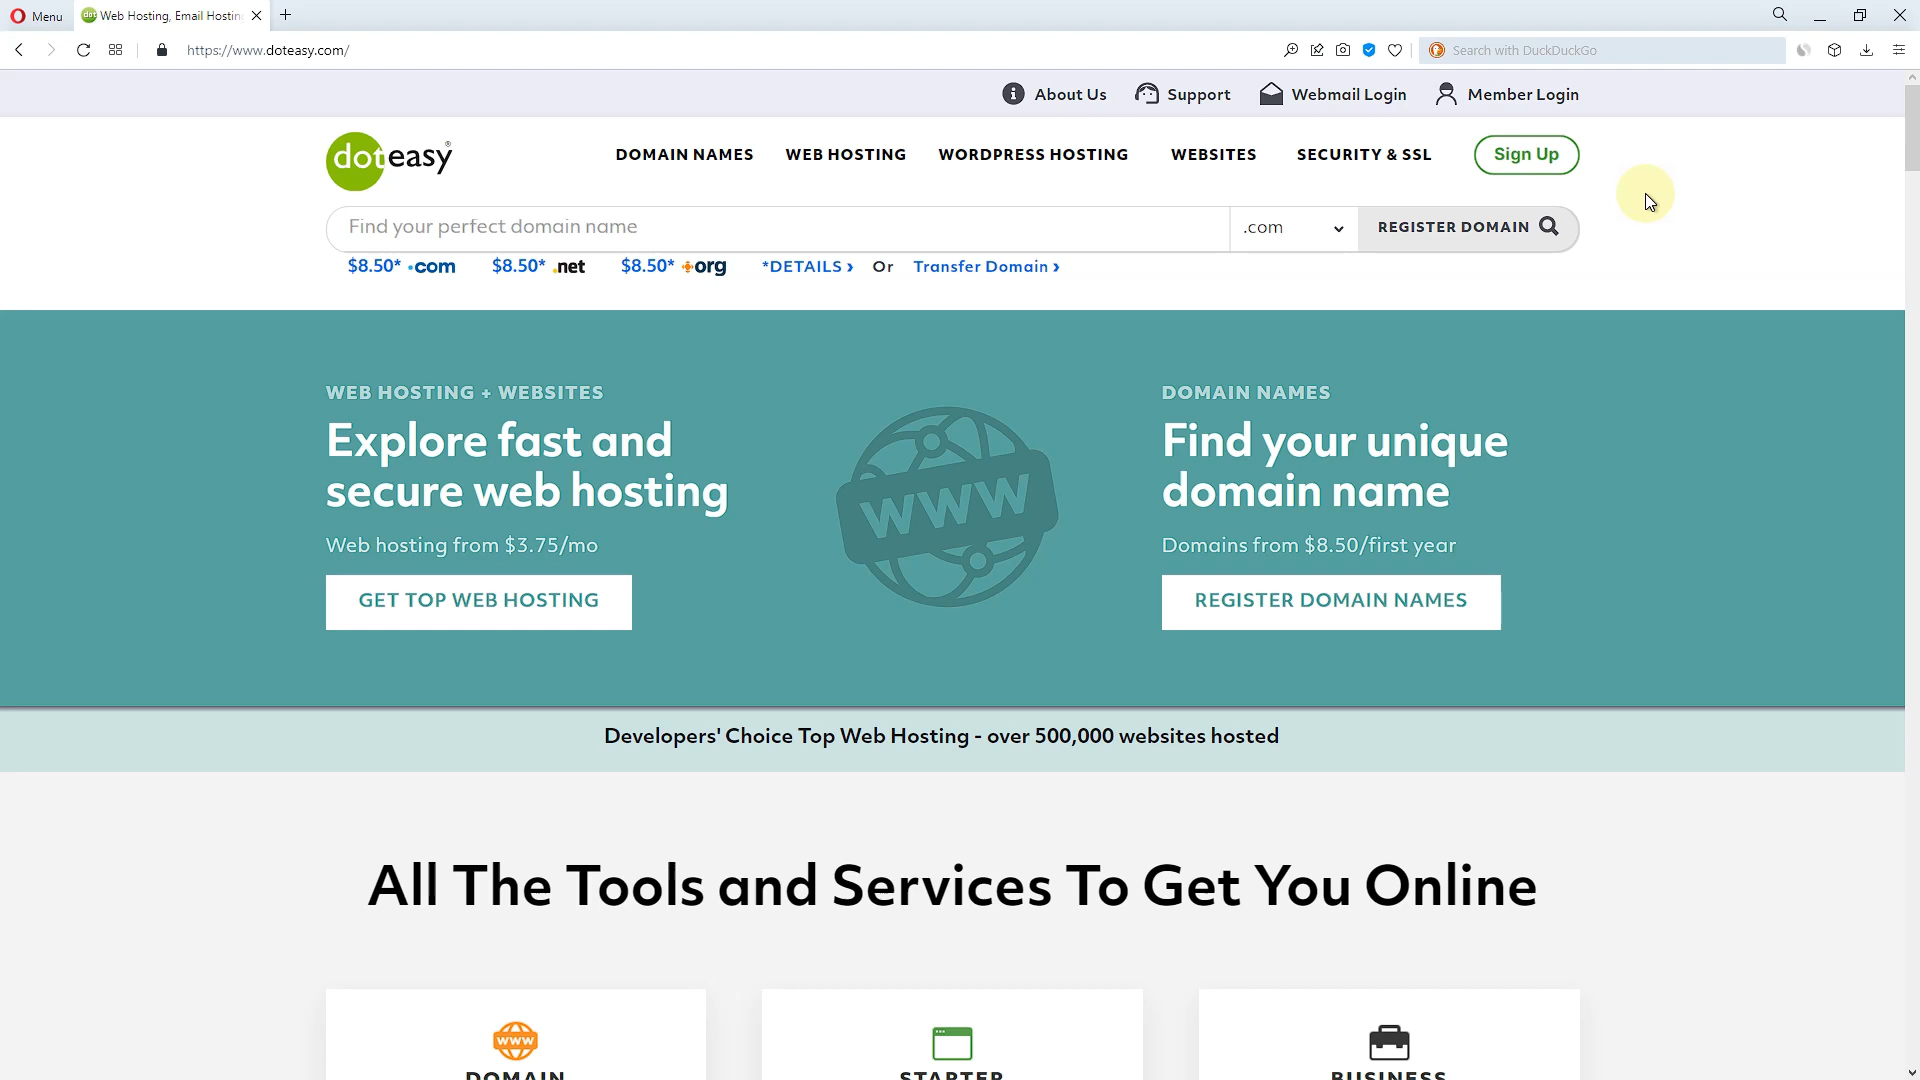 Menu
Web Hosting, Email Hostin
https://www.doteasy.com/
Search with DuckDuckGo
About Us
Support
Webmail Login
Member Login
doteasy®
DOMAIN NAMES
WEB HOSTING
WORDPRESS HOSTING
WEBSITES
SECURITY & SSL
Sign Up
Find your perfect domain name
.com
REGISTER DOMAIN
$8.50* .com
$8.50* .net
$8.50* .org
*DETAILS ›
Or
Transfer Domain ›
WEB HOSTING + WEBSITES
Explore fast and
secure web hosting
Web hosting from $3.75/mo
GET TOP WEB HOSTING
WWW
DOMAIN NAMES
Find your unique
domain name
Domains from $8.50/first year
REGISTER DOMAIN NAMES
Developers' Choice Top Web Hosting - over 500,000 websites hosted
All The Tools and Services To Get You Online
WWW
DOMAIN
STARTER
BUSINESS